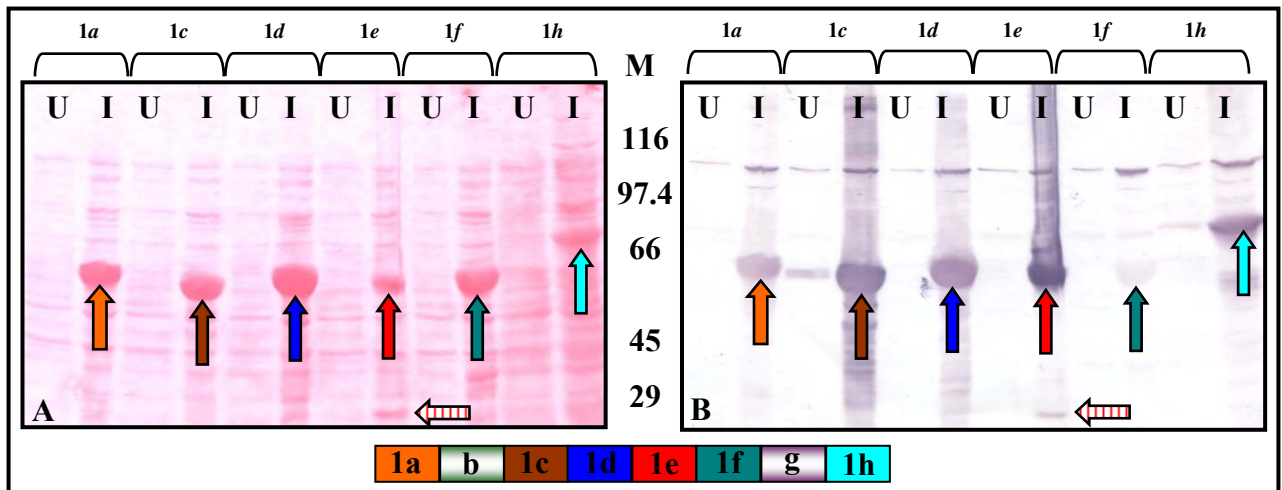 1a 1c 1d 1e 1f 1h M 1a 1c 1d 1e 1f 1h
U I U I U I U I U I U I U I U I U I U I U I U I
116
97.4
66
45
29
A B
1a b 1c 1d 1e 1f g 1h